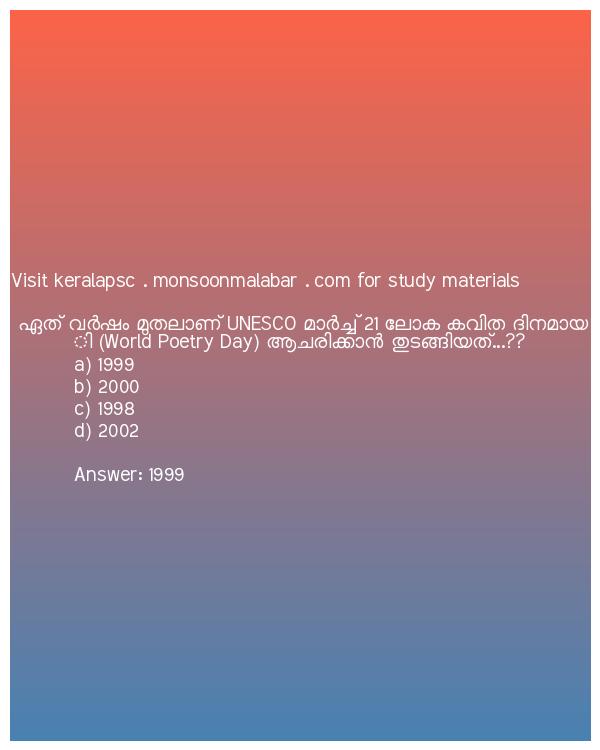 Visit keralapsc . monsoonmalabar . com for study materials
ഏത് വർഷം മുതലാണ് UNESCO മാർച്ച് 21 ലോക കവിത ദിനമായ
ി (World Poetry Day) ആചരിക്കാൻ തുടങ്ങിയത്...??
a) 1999
b) 2000
c) 1998
d) 2002
Answer: 1999